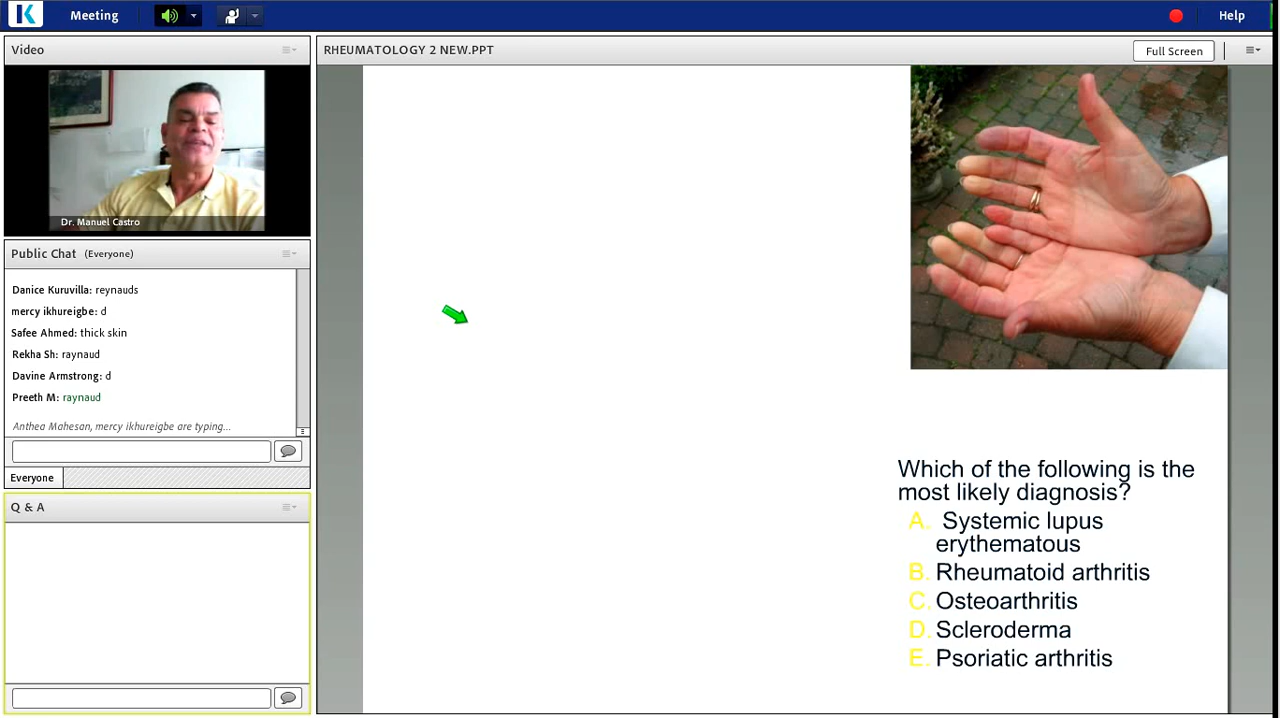 K
Meeting
Help
Video
RHEUMATOLOGY 2 NEW.PPT
Full Screen
Dr. Manuel Castro
Public Chat (Everyone)
Danice Kuruvilla: reynauds
mercy ikhureigbe: d
Safee Ahmed: thick skin
Rekha Sh: raynaud
Davine Armstrong: d
Preeth M: raynaud
Anthea Mahesan, mercy ikhureigbe are typing...
Everyone
Q & A
Which of the following is the
most likely diagnosis?
A. Systemic lupus
erythematous
B. Rheumatoid arthritis
C. Osteoarthritis
D. Scleroderma
E. Psoriatic arthritis